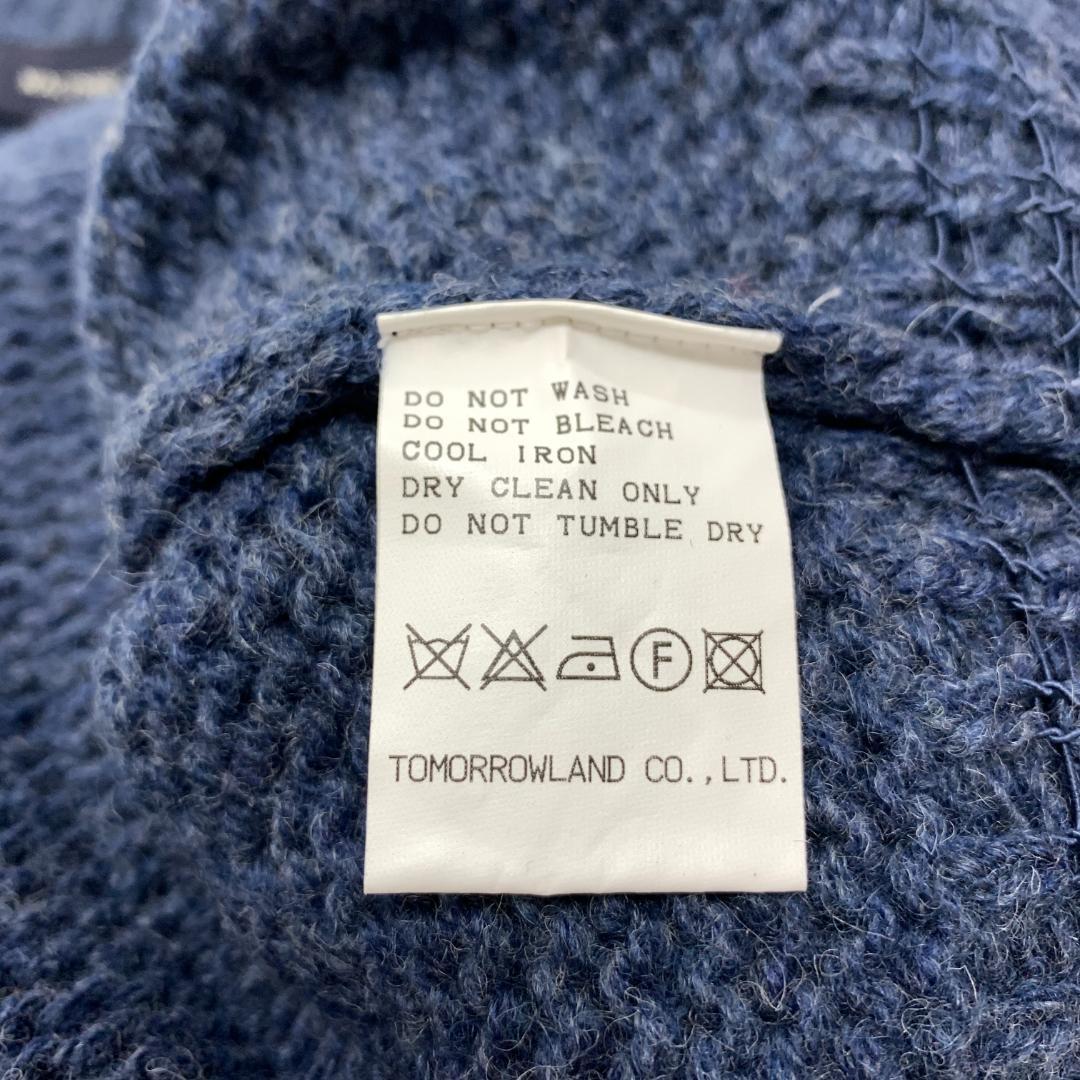 DO NOT WASH
DO NOT BLEACH
COOL IRON
DRY CLEAN ONLY
DO NOT TUMBLE DRY
F
TOMORROWLAND CO.,LTD.